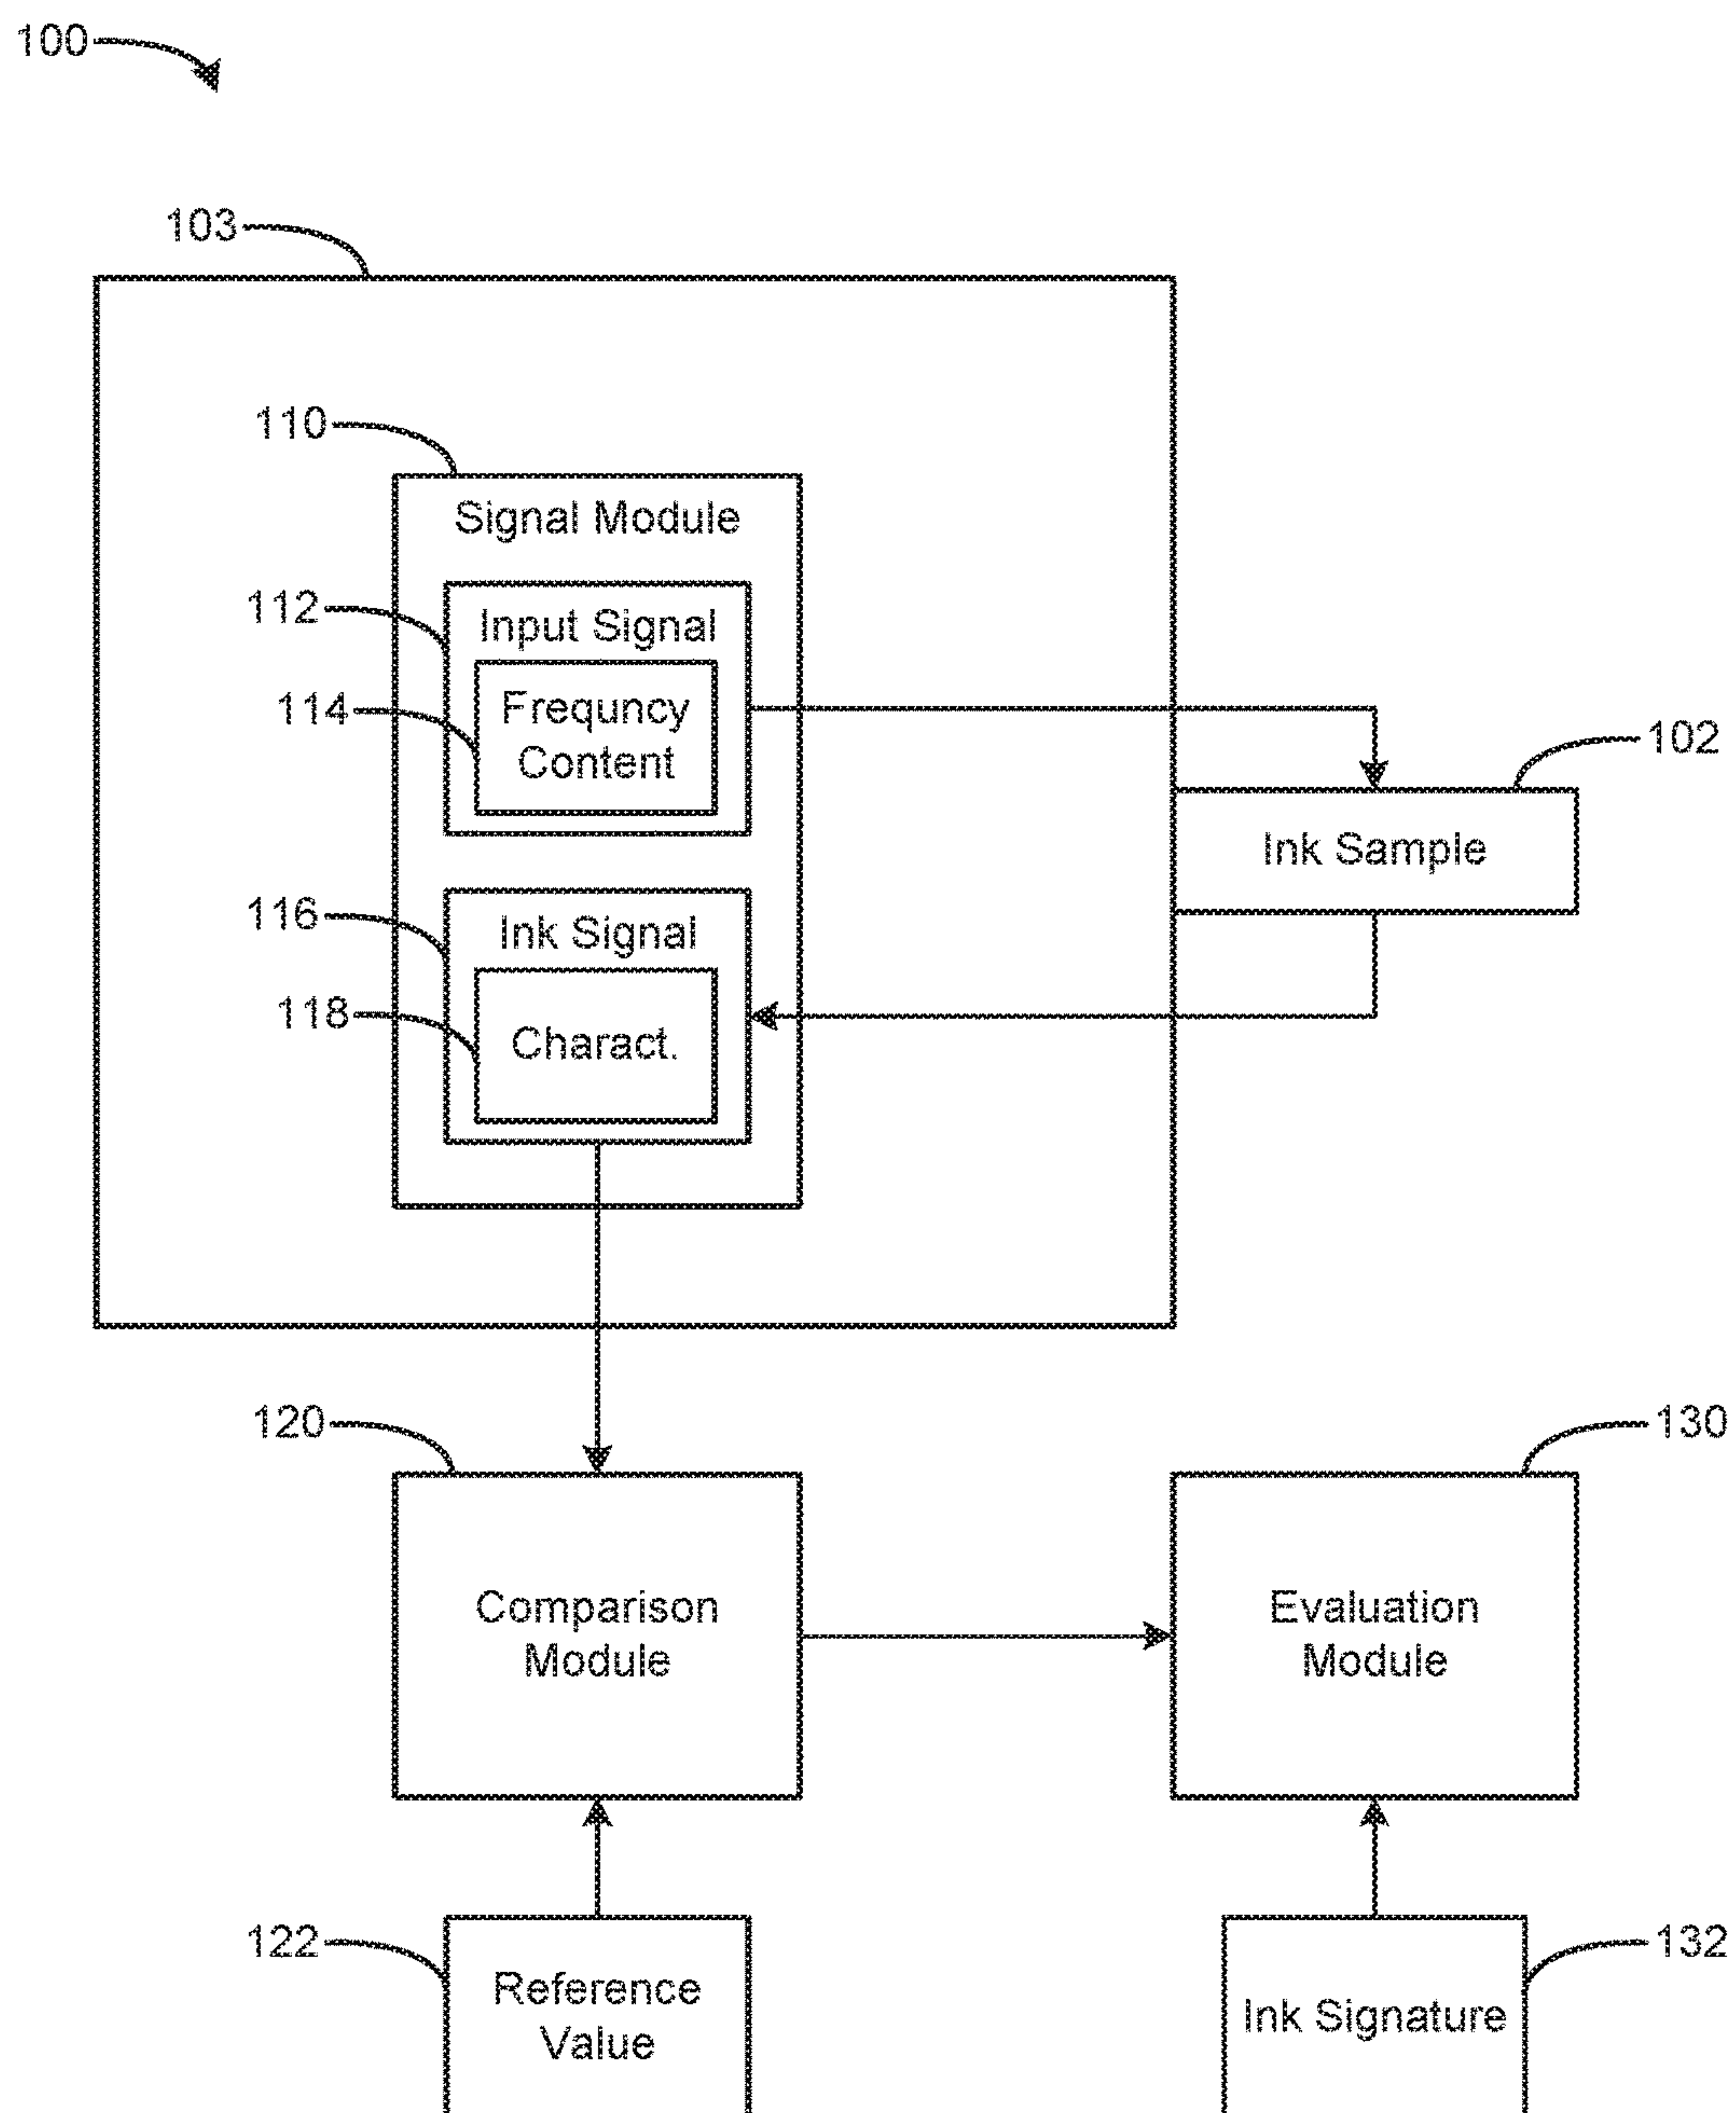 100
103
110
Signal Module
112
Input Signal
114
Frequncy
Content
102
Ink Sample
116
Ink Signal
118
Charact.
120
130
Comparison
Module
Evaluation
Module
122
Reference
Value
132
Ink Signature